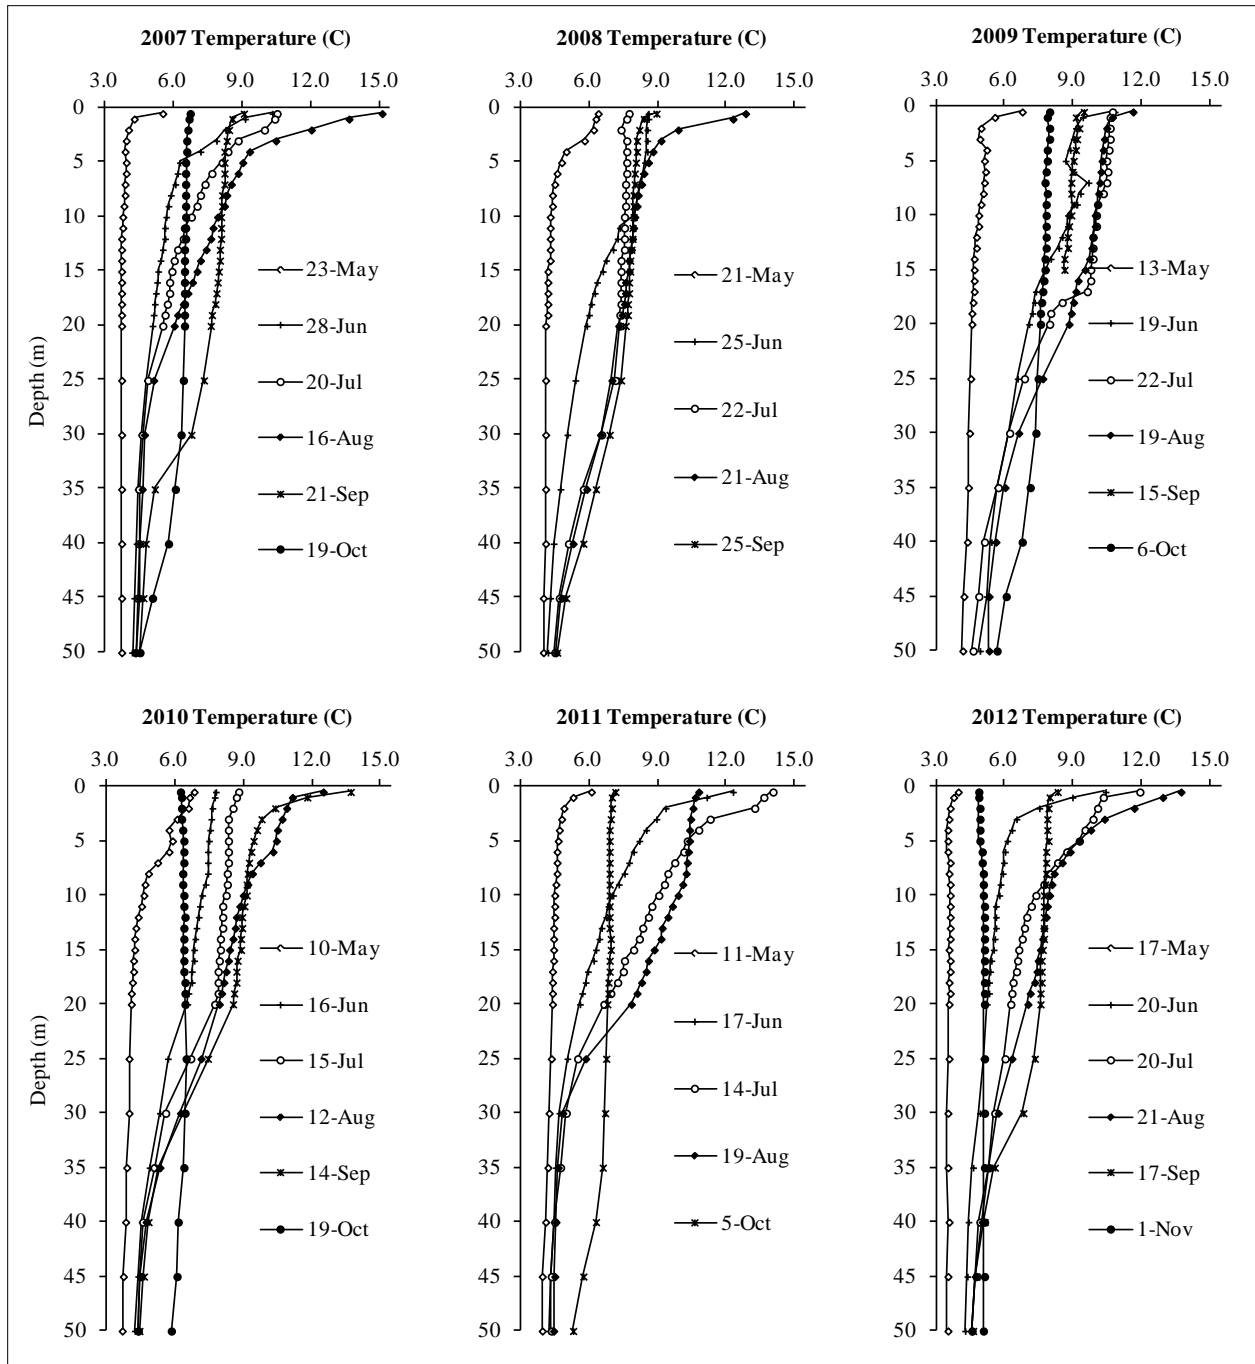 2007 Temperature (C)
3.0 6.0 9.0 12.0 15.0
0
5
10
15
20
25
30
35
40
45
50
Depth (m)
23-May
28-Jun
20-Jul
16-Aug
21-Sep
19-Oct
2008 Temperature (C)
3.0 6.0 9.0 12.0 15.0
0
5
10
15
20
25
30
35
40
45
50
21-May
25-Jun
22-Jul
21-Aug
25-Sep
2009 Temperature (C)
3.0 6.0 9.0 12.0 15.0
0
5
10
15
20
25
30
35
40
45
50
13-May
19-Jun
22-Jul
19-Aug
15-Sep
6-Oct
2010 Temperature (C)
3.0 6.0 9.0 12.0 15.0
0
5
10
15
20
25
30
35
40
45
50
Depth (m)
10-May
16-Jun
15-Jul
12-Aug
14-Sep
19-Oct
2011 Temperature (C)
3.0 6.0 9.0 12.0 15.0
0
5
10
15
20
25
30
35
40
45
50
11-May
17-Jun
14-Jul
19-Aug
5-Oct
2012 Temperature (C)
3.0 6.0 9.0 12.0 15.0
0
5
10
15
20
25
30
35
40
45
50
17-May
20-Jun
20-Jul
21-Aug
17-Sep
1-Nov